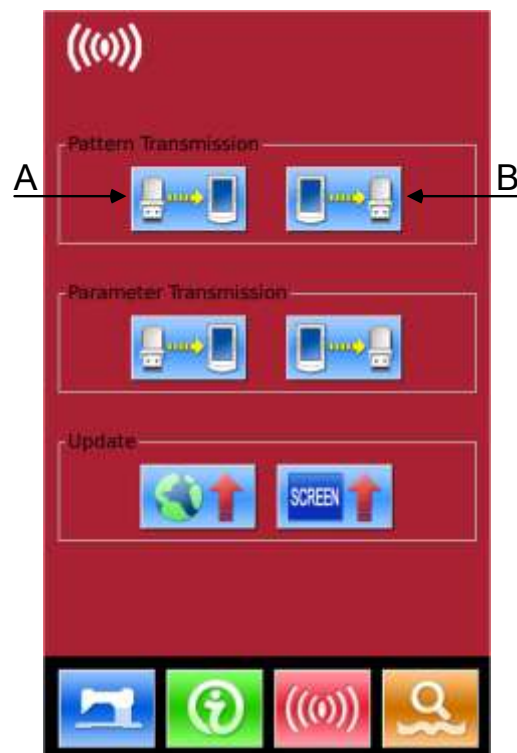 Pattern Transmission
A
B
Parameter Transmission
Update
SCREEN